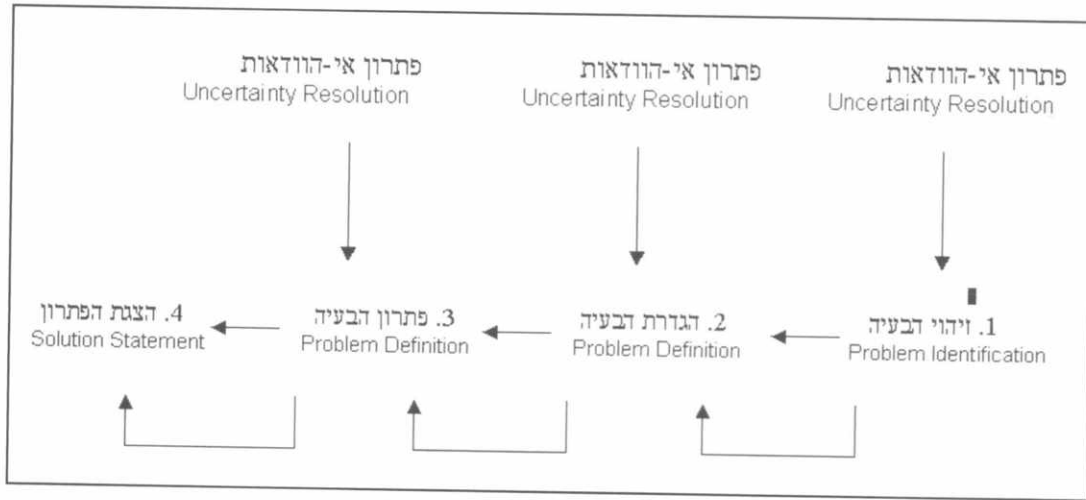 פתרון אי-הוודאות
Uncertainty Resolution
פתרון אי-הוודאות
Uncertainty Resolution
פתרון אי-הוודאות
Uncertainty Resolution
1. זיהוי הבעיה
Problem Identification
2. הגדרת הבעיה
Problem Definition
3. פתרון הבעיה
Problem Definition
4. הצגת הפתרון
Solution Statement